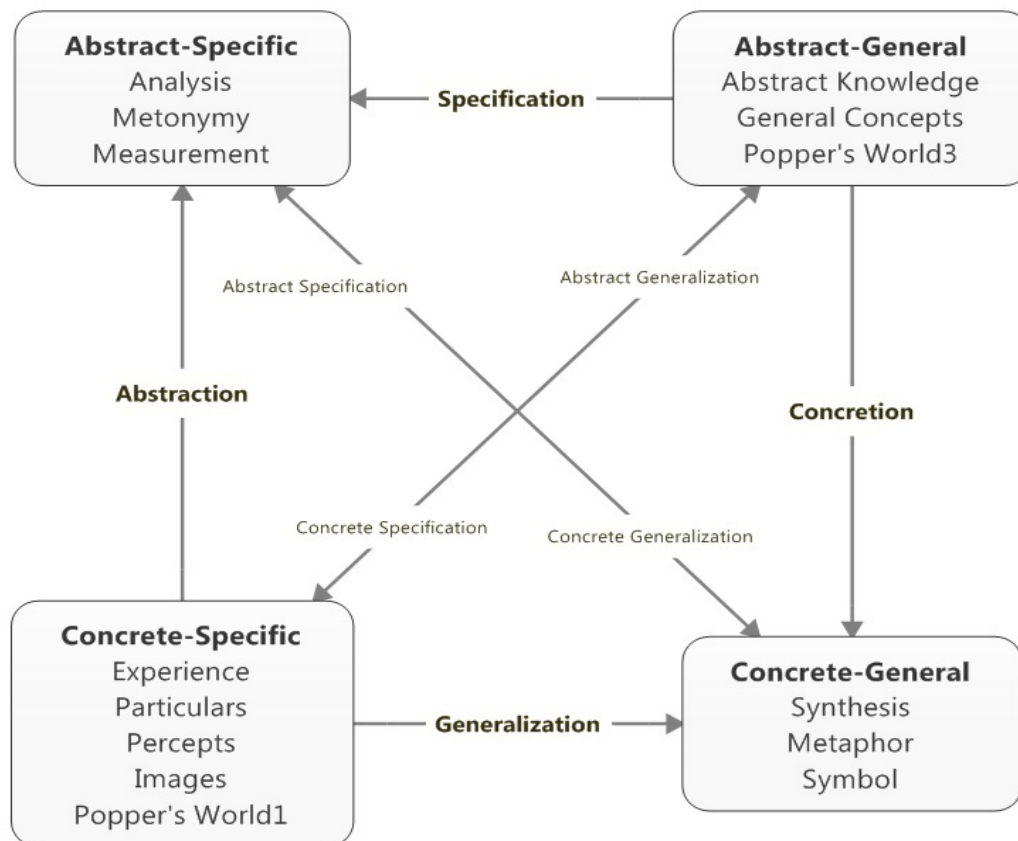 Abstract-Specific
Analysis
Metonymy
Measurement
Specification
Abstract-General
Abstract Knowledge
General Concepts
Popper's World3
Abstract Specification
Abstract Generalization
Abstraction
Concretion
Concrete Specification
Concrete Generalization
Concrete-Specific
Experience
Particulars
Percepts
Images
Popper's World1
Generalization
Concrete-General
Synthesis
Metaphor
Symbol